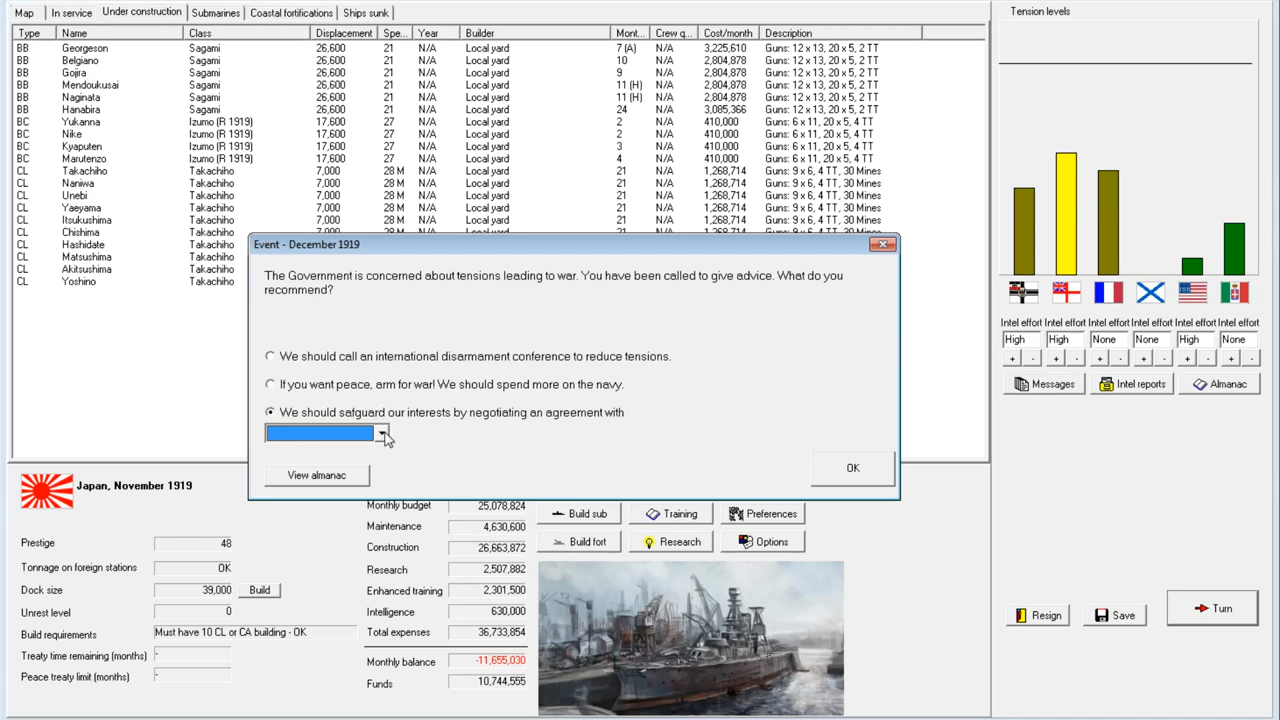 Map In service Under construction Submarines Coastal fortifications Ships sunk
Type Name Class Displacement Spe... Year Builder Mont... Crew q... Cost/month Description
BB Georgeson Sagami 26,600 21 N/A Local yard 7 (A) N/A 3,225,610 Guns: 12 x 13, 20 x 5, 2 TT
BB Belgiano Sagami 26,600 21 N/A Local yard 10 N/A 2,804,878 Guns: 12 x 13, 20 x 5, 2 TT
BB Gojira Sagami 26,600 21 N/A Local yard 9 N/A 2,804,878 Guns: 12 x 13, 20 x 5, 2 TT
BB Mendoukusai Sagami 26,600 21 N/A Local yard 11 (H) N/A 2,804,878 Guns: 12 x 13, 20 x 5, 2 TT
BB Naginata Sagami 26,600 21 N/A Local yard 11 (H) N/A 2,804,878 Guns: 12 x 13, 20 x 5, 2 TT
BB Hanabira Sagami 26,600 21 N/A Local yard 24 N/A 3,085,366 Guns: 12 x 13, 20 x 5, 2 TT
BC Yukanna Izumo (R 1919) 17,600 27 N/A Local yard 2 N/A 410,000 Guns: 6 x 11, 20 x 5, 4 TT
BC Nike Izumo (R 1919) 17,600 27 N/A Local yard 2 N/A 410,000 Guns: 6 x 11, 20 x 5, 4 TT
BC Kyaputen Izumo (R 1919) 17,600 27 N/A Local yard 3 N/A 410,000 Guns: 6 x 11, 20 x 5, 4 TT
BC Marutenzo Izumo (R 1919) 17,600 27 N/A Local yard 4 N/A 410,000 Guns: 6 x 11, 20 x 5, 4 TT
CL Takachiho Takachiho 7,000 28 M N/A Local yard 21 N/A 1,268,714 Guns: 9 x 6, 4 TT, 30 Mines
CL Naniwa Takachiho 7,000 28 M N/A Local yard 21 N/A 1,268,714 Guns: 9 x 6, 4 TT, 30 Mines
CL Unebi Takachiho 7,000 28 M N/A Local yard 21 N/A 1,268,714 Guns: 9 x 6, 4 TT, 30 Mines
CL Yaeyama Takachiho 7,000 28 M N/A Local yard 21 N/A 1,268,714 Guns: 9 x 6, 4 TT, 30 Mines
CL Itsukushima Takachiho 7,000 28 M N/A Local yard 21 N/A 1,268,714 Guns: 9 x 6, 4 TT, 30 Mines
CL Chishima Takachiho 7,000 28 M N/A Local yard 21 N/A 1,268,714 Guns: 9 x 6, 4 TT, 30 Mines
CL Hashidate Takachiho
CL Matsushima Takachiho
CL Akitsushima Takachiho
CL Yoshino Takachiho
Event - December 1919
The Government is concerned about tensions leading to war. You have been called to give advice. What do you
recommend?
We should call an international disarmament conference to reduce tensions.
If you want peace, arm for war! We should spend more on the navy.
We should safguard our interests by negotiating an agreement with
View almanac
OK
Tension levels
Intel effort Intel effort Intel effort Intel effort Intel effort Intel effort
High High None None High None
+ - + - + - + - + - + -
Messages Intel reports Almanac
Japan, November 1919
Prestige 48
Tonnage on foreign stations OK
Dock size 39,000 Build
Unrest level 0
Build requirements Must have 10 CL or CA building - OK
Treaty time remaining (months) -
Peace treaty limit (months) -
Monthly budget 25,078,824
Maintenance 4,630,600
Construction 26,663,872
Research 2,507,882
Enhanced training 2,301,500
Intelligence 630,000
Total expenses 36,733,854
Monthly balance -11,655,030
Funds 10,744,555
Build sub Training Preferences
Build fort Research Options
Resign Save Turn